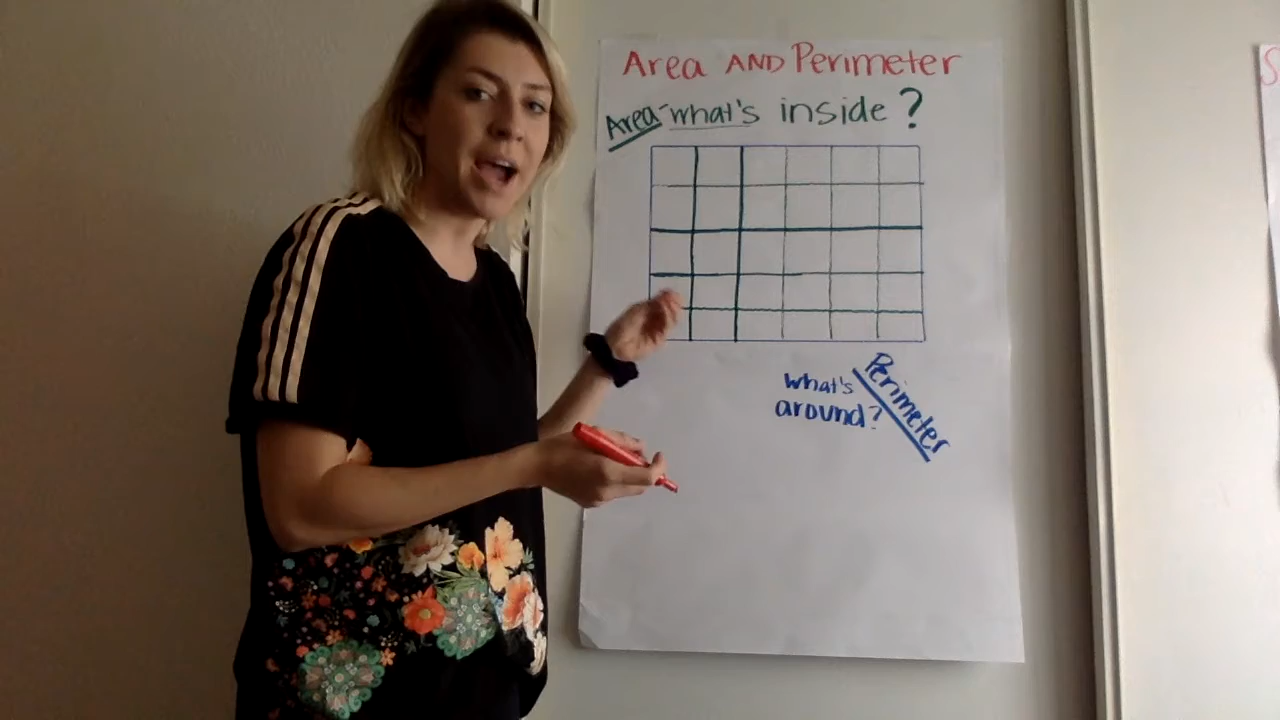 Area AND Perimeter
Area-what's inside?
what's
around?
Perimeter
S